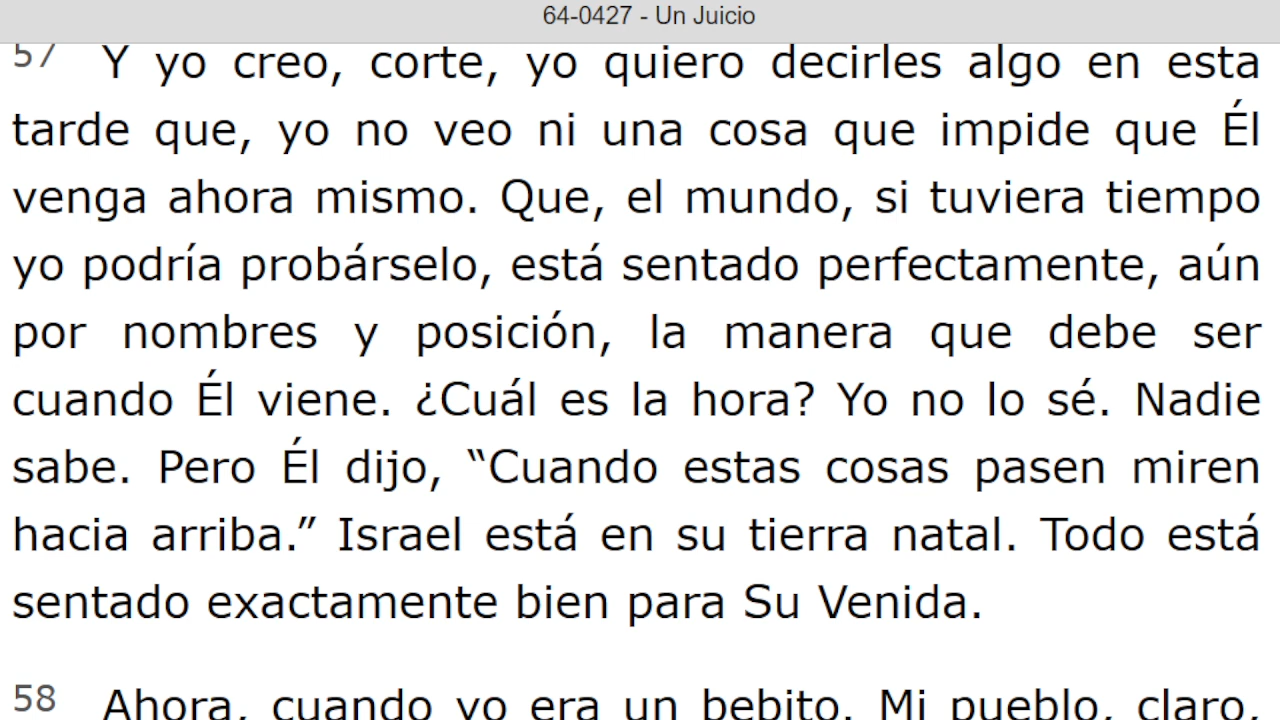 64-0427 - Un Juicio
57 Y yo creo, corte, yo quiero decirles algo en esta
tarde que, yo no veo ni una cosa que impide que Él
venga ahora mismo. Que, el mundo, si tuviera tiempo
yo podría probárselo, está sentado perfectamente, aún
por nombres y posición, la manera que debe ser
cuando Él viene. ¿Cuál es la hora? Yo no lo sé. Nadie
sabe. Pero Él dijo, “Cuando estas cosas pasen miren
hacia arriba.” Israel está en su tierra natal. Todo está
sentado exactamente bien para Su Venida.
58 Ahora, cuando yo era un bebito. Mi pueblo, claro,